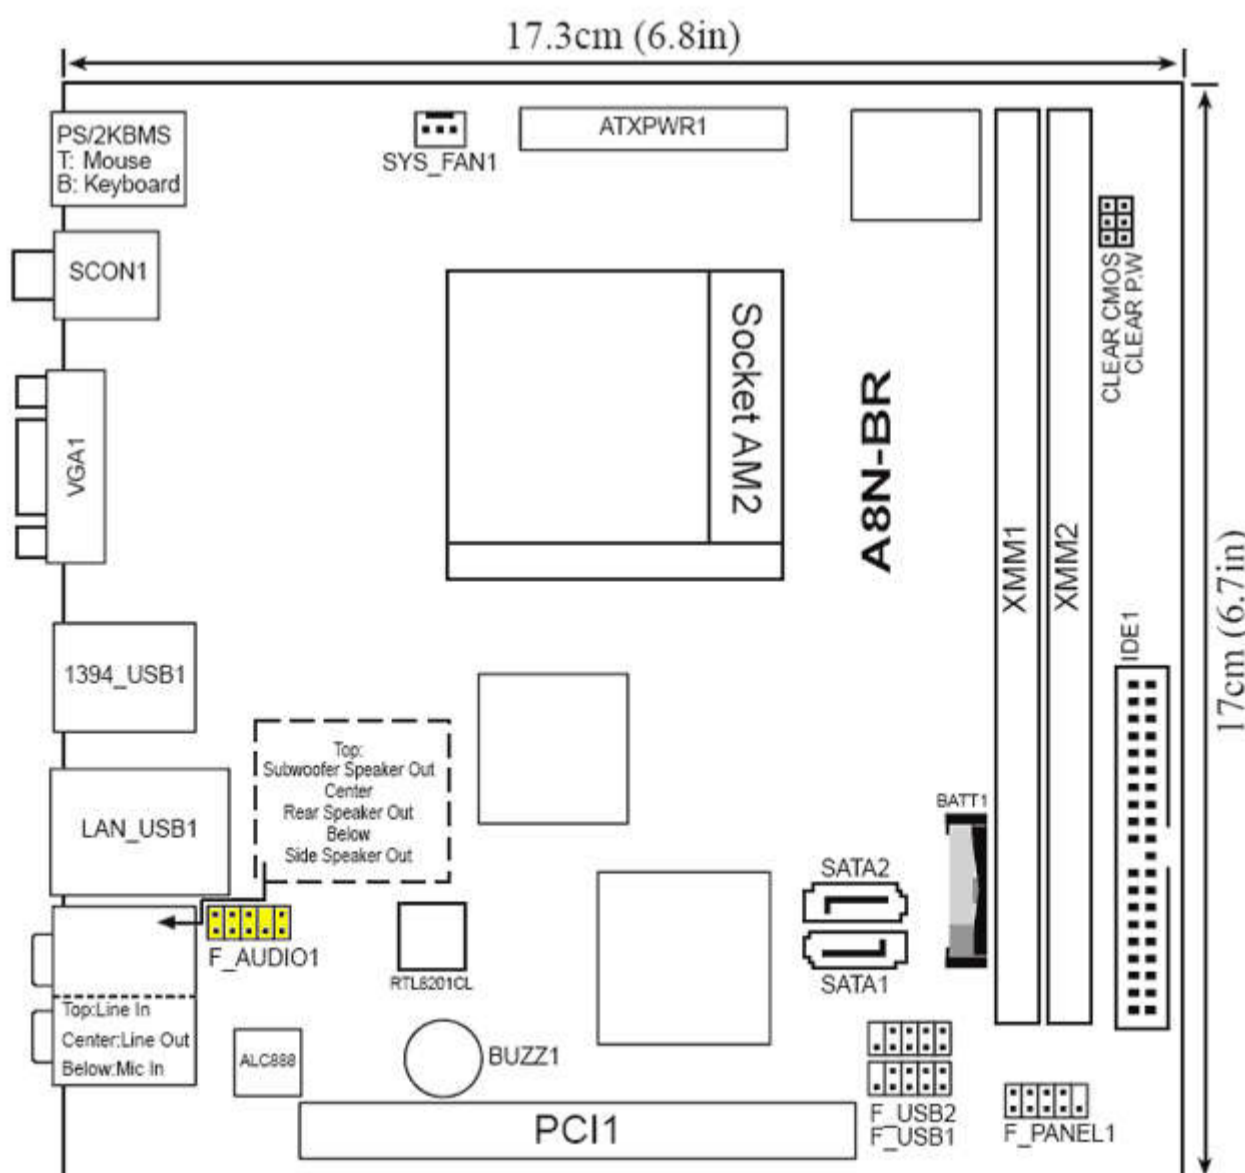 17.3cm (6.8in)
PS/2KBMS
T: Mouse
B: Keyboard
SYS_FAN1
ATXPWR1
SCON1
CLEAR CMOS
CLEAR P.W
Socket AM2
A8N-BR
VGA1
XMM1
XMM2
17cm (6.7in)
IDE1
1394_USB1
Top:
Subwoofer Speaker Out
Center
Rear Speaker Out
Below
Side Speaker Out
BATT1
LAN_USB1
SATA2
F_AUDIO1
RTL8201CL
SATA1
Top:Line In
Center:Line Out
Below:Mic In
ALC888
BUZZ1
F_USB2
F_USB1
F_PANEL1
PCI1